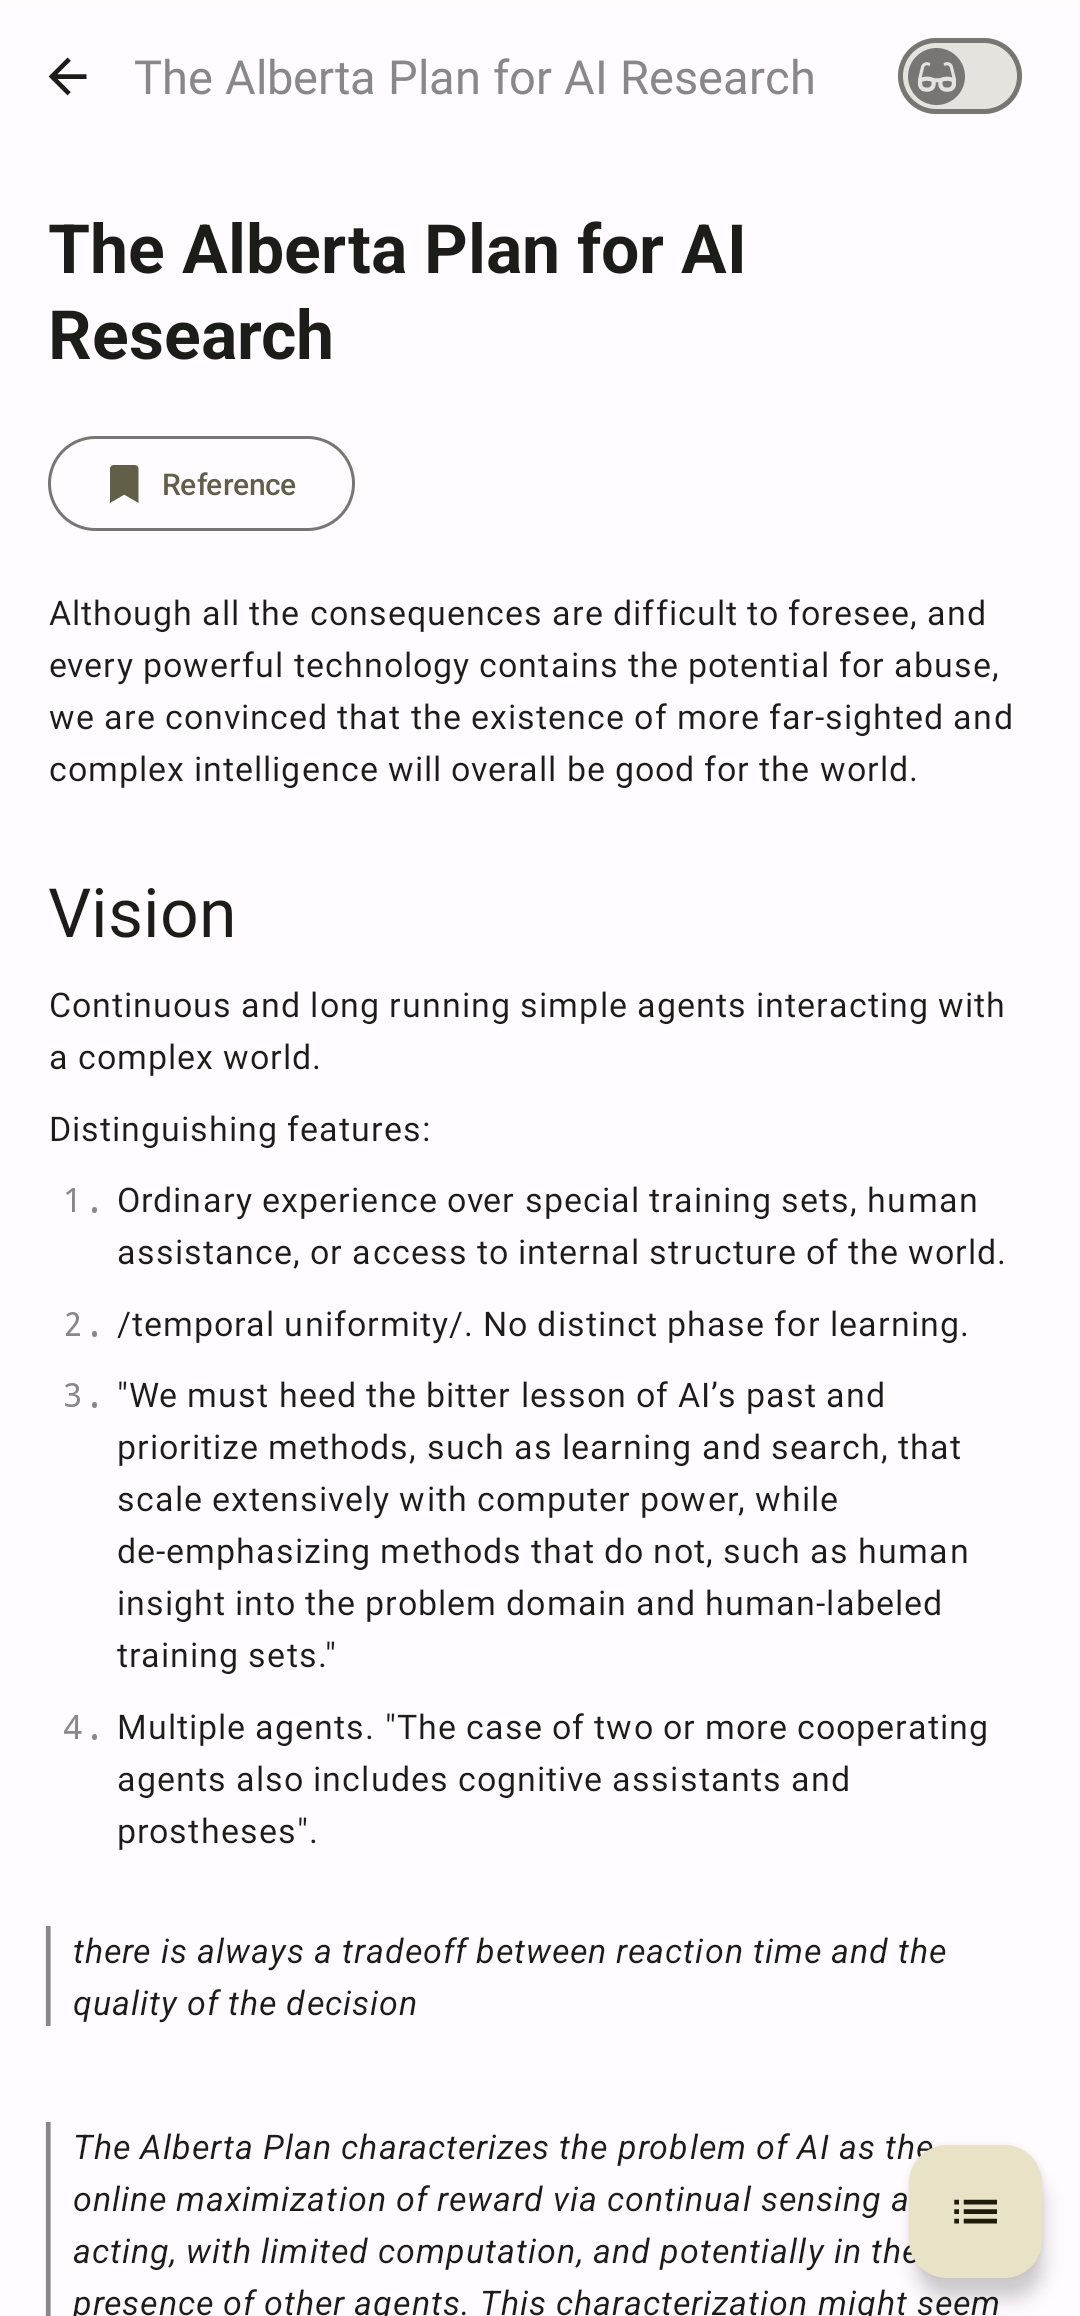 The Alberta Plan for AI Research
The Alberta Plan for AI
Research
Reference
Although all the consequences are difficult to foresee, and
every powerful technology contains the potential for abuse,
we are convinced that the existence of more far-sighted and
complex intelligence will overall be good for the world.
Vision
Continuous and long running simple agents interacting with
a complex world.
Distinguishing features:
1. Ordinary experience over special training sets, human
assistance, or access to internal structure of the world.
2. /temporal uniformity/. No distinct phase for learning.
3. "We must heed the bitter lesson of AI’s past and
prioritize methods, such as learning and search, that
scale extensively with computer power, while
de-emphasizing methods that do not, such as human
insight into the problem domain and human-labeled
training sets."
4. Multiple agents. "The case of two or more cooperating
agents also includes cognitive assistants and
prostheses".
there is always a tradeoff between reaction time and the
quality of the decision
The Alberta Plan characterizes the problem of AI as the
online maximization of reward via continual sensing
acting, with limited computation, and potentially in the
presence of other agents. This characterization might seem